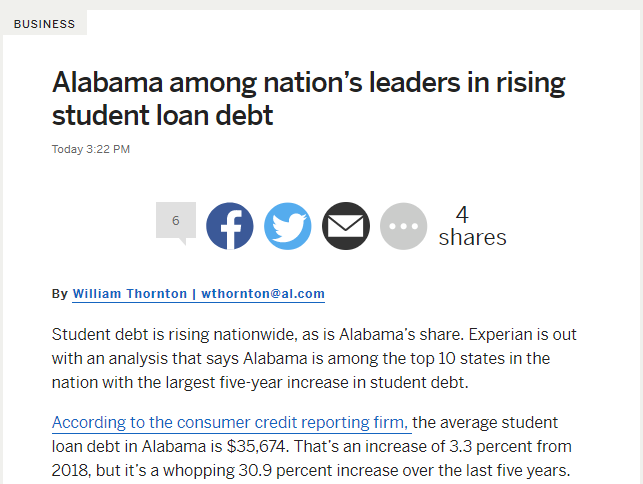 BUSINESS
Alabama among nation’s leaders in rising
student loan debt
Today 3:22 PM
6
4
shares
By William Thornton | wthornton@al.com
Student debt is rising nationwide, as is Alabama’s share. Experian is out
with an analysis that says Alabama is among the top 10 states in the
nation with the largest five-year increase in student debt.
According to the consumer credit reporting firm, the average student
loan debt in Alabama is $35,674. That’s an increase of 3.3 percent from
2018, but it’s a whopping 30.9 percent increase over the last five years.